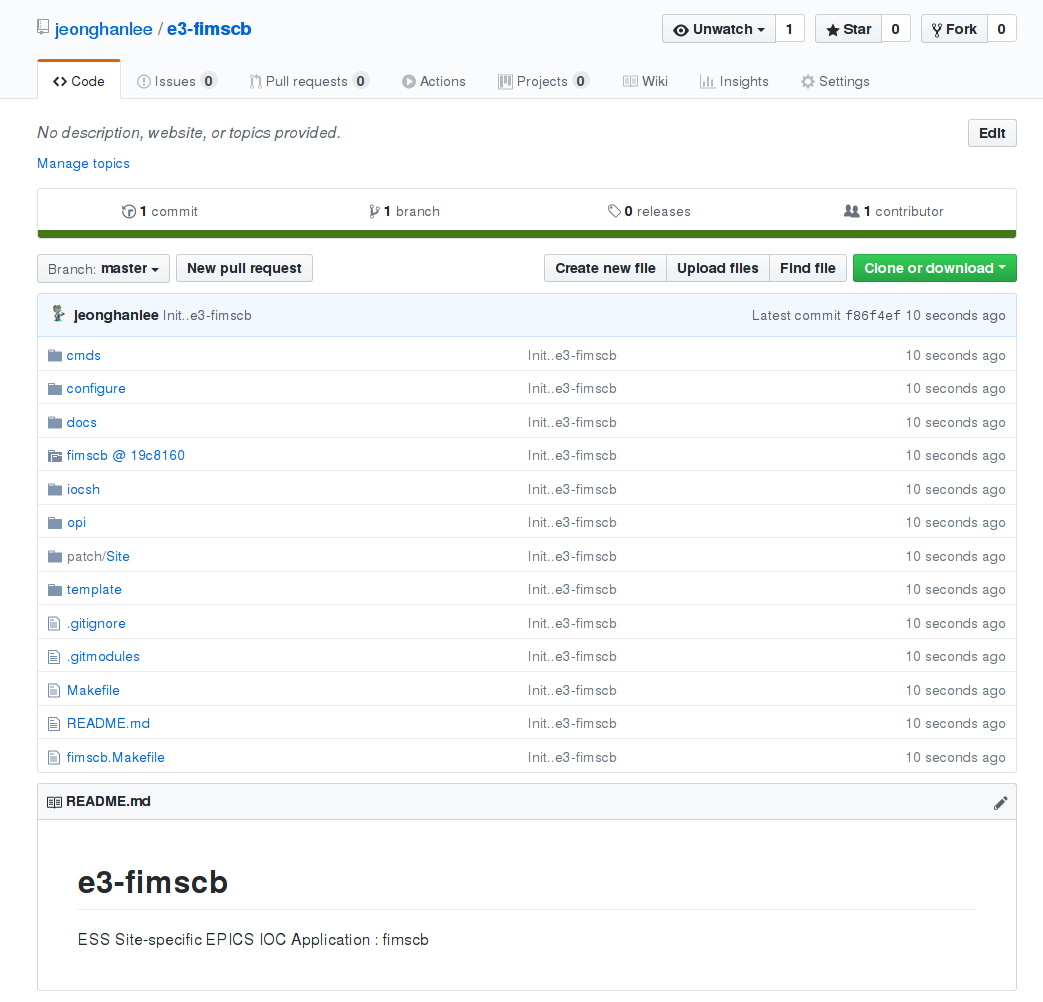 jeonghanlee / e3-fimscb Unwatch 1 Star 0 Fork 0
Code Issues 0 Pull requests 0 Actions Projects 0 Wiki Insights Settings
No description, website, or topics provided. Edit
Manage topics
1 commit 1 branch 0 releases 1 contributor
Branch: master New pull request Create new file Upload files Find file Clone or download
jeonghanlee Init..e3-fimscb Latest commit f86f4ef 10 seconds ago
cmds Init..e3-fimscb 10 seconds ago
configure Init..e3-fimscb 10 seconds ago
docs Init..e3-fimscb 10 seconds ago
fimscb @ 19c8160 Init..e3-fimscb 10 seconds ago
iocsh Init..e3-fimscb 10 seconds ago
opi Init..e3-fimscb 10 seconds ago
patch/Site Init..e3-fimscb 10 seconds ago
template Init..e3-fimscb 10 seconds ago
.gitignore Init..e3-fimscb 10 seconds ago
.gitmodules Init..e3-fimscb 10 seconds ago
Makefile Init..e3-fimscb 10 seconds ago
README.md Init..e3-fimscb 10 seconds ago
fimscb.Makefile Init..e3-fimscb 10 seconds ago
README.md
e3-fimscb
ESS Site-specific EPICS IOC Application : fimscb